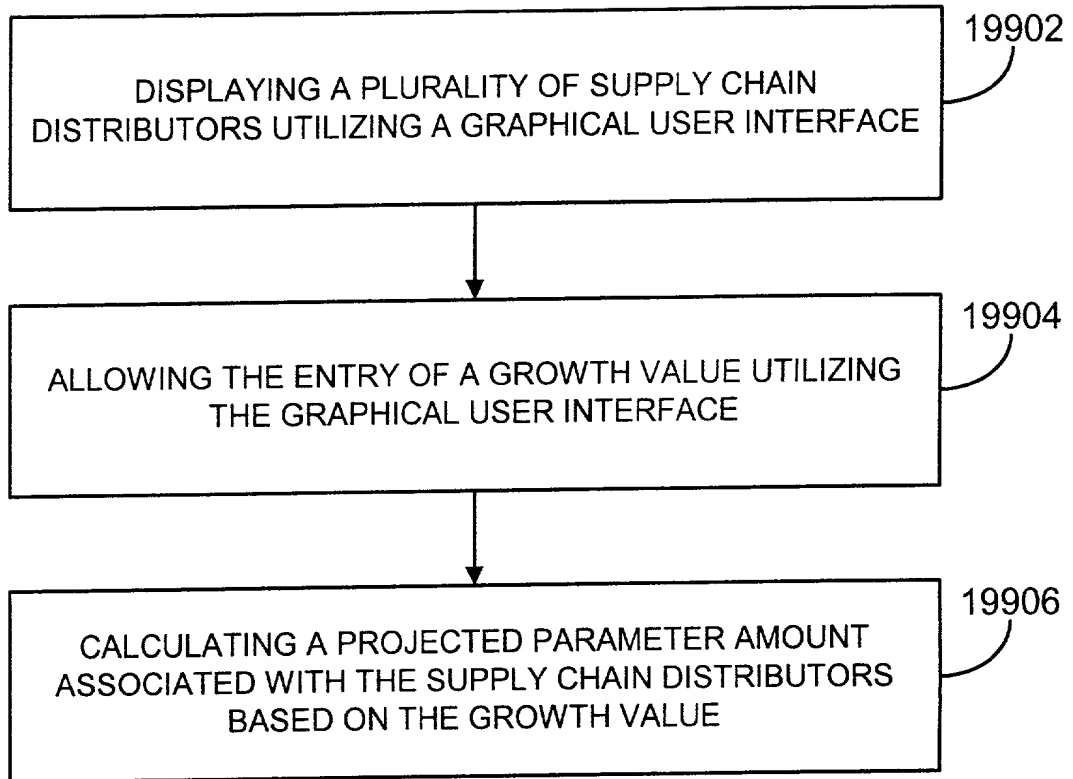 19902
DISPLAYING A PLURALITY OF SUPPLY CHAIN
DISTRIBUTORS UTILIZING A GRAPHICAL USER INTERFACE
19904
ALLOWING THE ENTRY OF A GROWTH VALUE UTILIZING
THE GRAPHICAL USER INTERFACE
19906
CALCULATING A PROJECTED PARAMETER AMOUNT
ASSOCIATED WITH THE SUPPLY CHAIN DISTRIBUTORS
BASED ON THE GROWTH VALUE